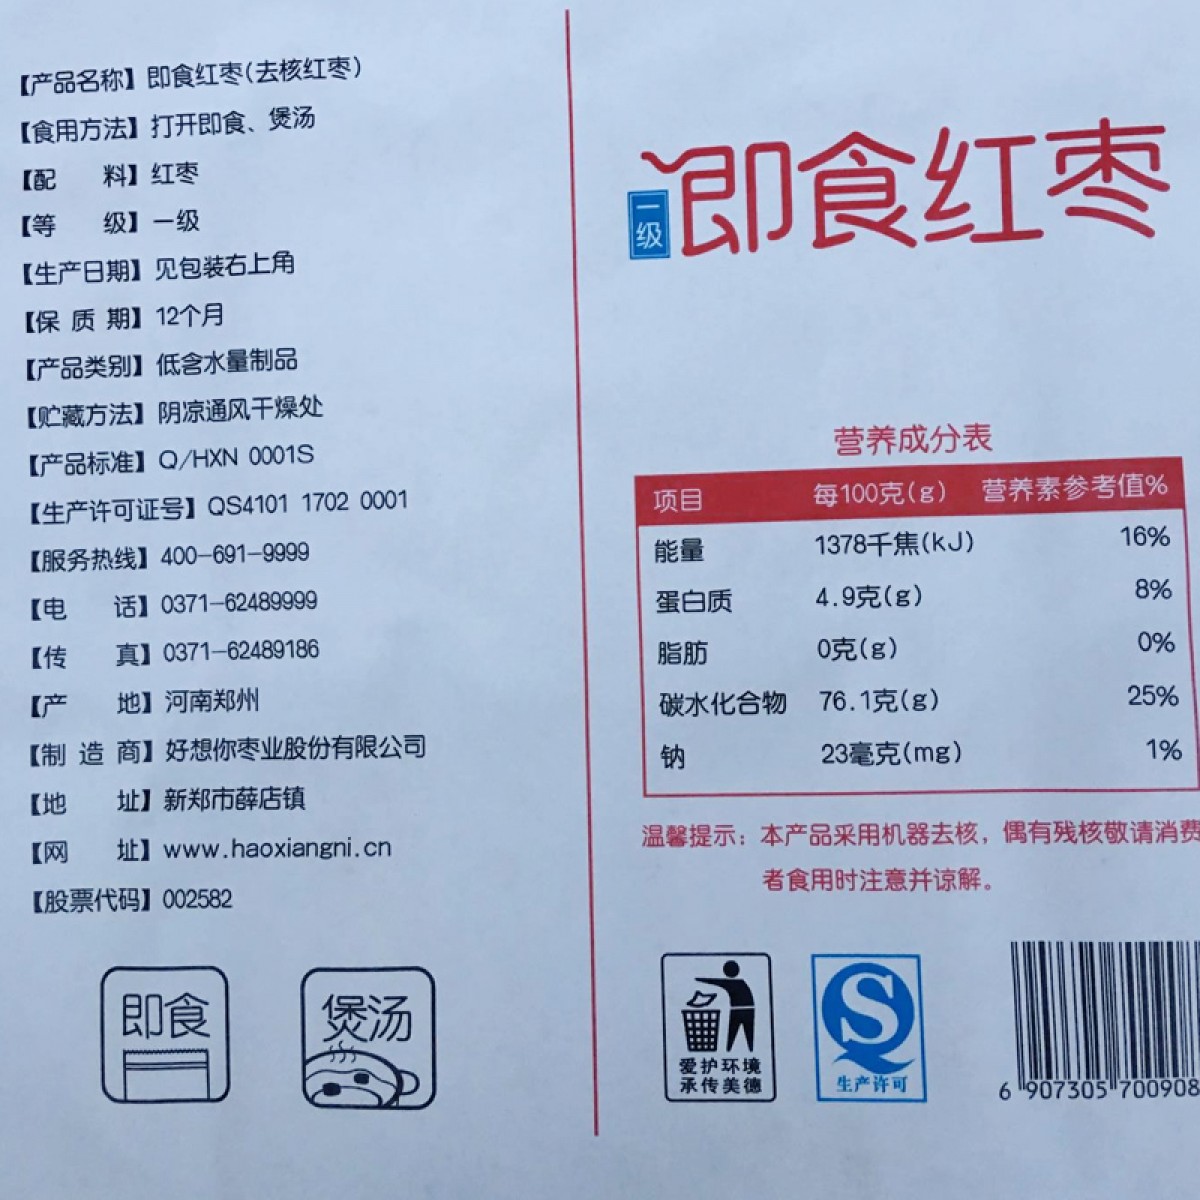 【产品名称】即食红枣(去核红枣)
【食用方法】打开即食、煲汤
【配 料】红枣
【等 级】一级
【生产日期】见包装右上角
【保 质 期】12个月
【产品类别】低含水量制品
【贮藏方法】阴凉通风干燥处
【产品标准】Q/HXN 0001S
【生产许可证号】QS4101 1702 0001
【服务热线】400-691-9999
【电 话】0371-62489999
【传 真】0371-62489186
【产 地】河南郑州
【制 造 商】好想你枣业股份有限公司
【地 址】新郑市薛店镇
【网 址】www.haoxiangni.cn
【股票代码】002582
即食
煲汤
一级
即食红枣
营养成分表
项目 每100克(g) 营养素参考值%
能量 1378千焦(kJ) 16%
蛋白质 4.9克(g) 8%
脂肪 0克(g) 0%
碳水化合物 76.1克(g) 25%
钠 23毫克(mg) 1%
温馨提示：本产品采用机器去核，偶有残核敬请消费
者食用时注意并谅解。
爱护环境
承传美德
生产许可
6 907305 700908